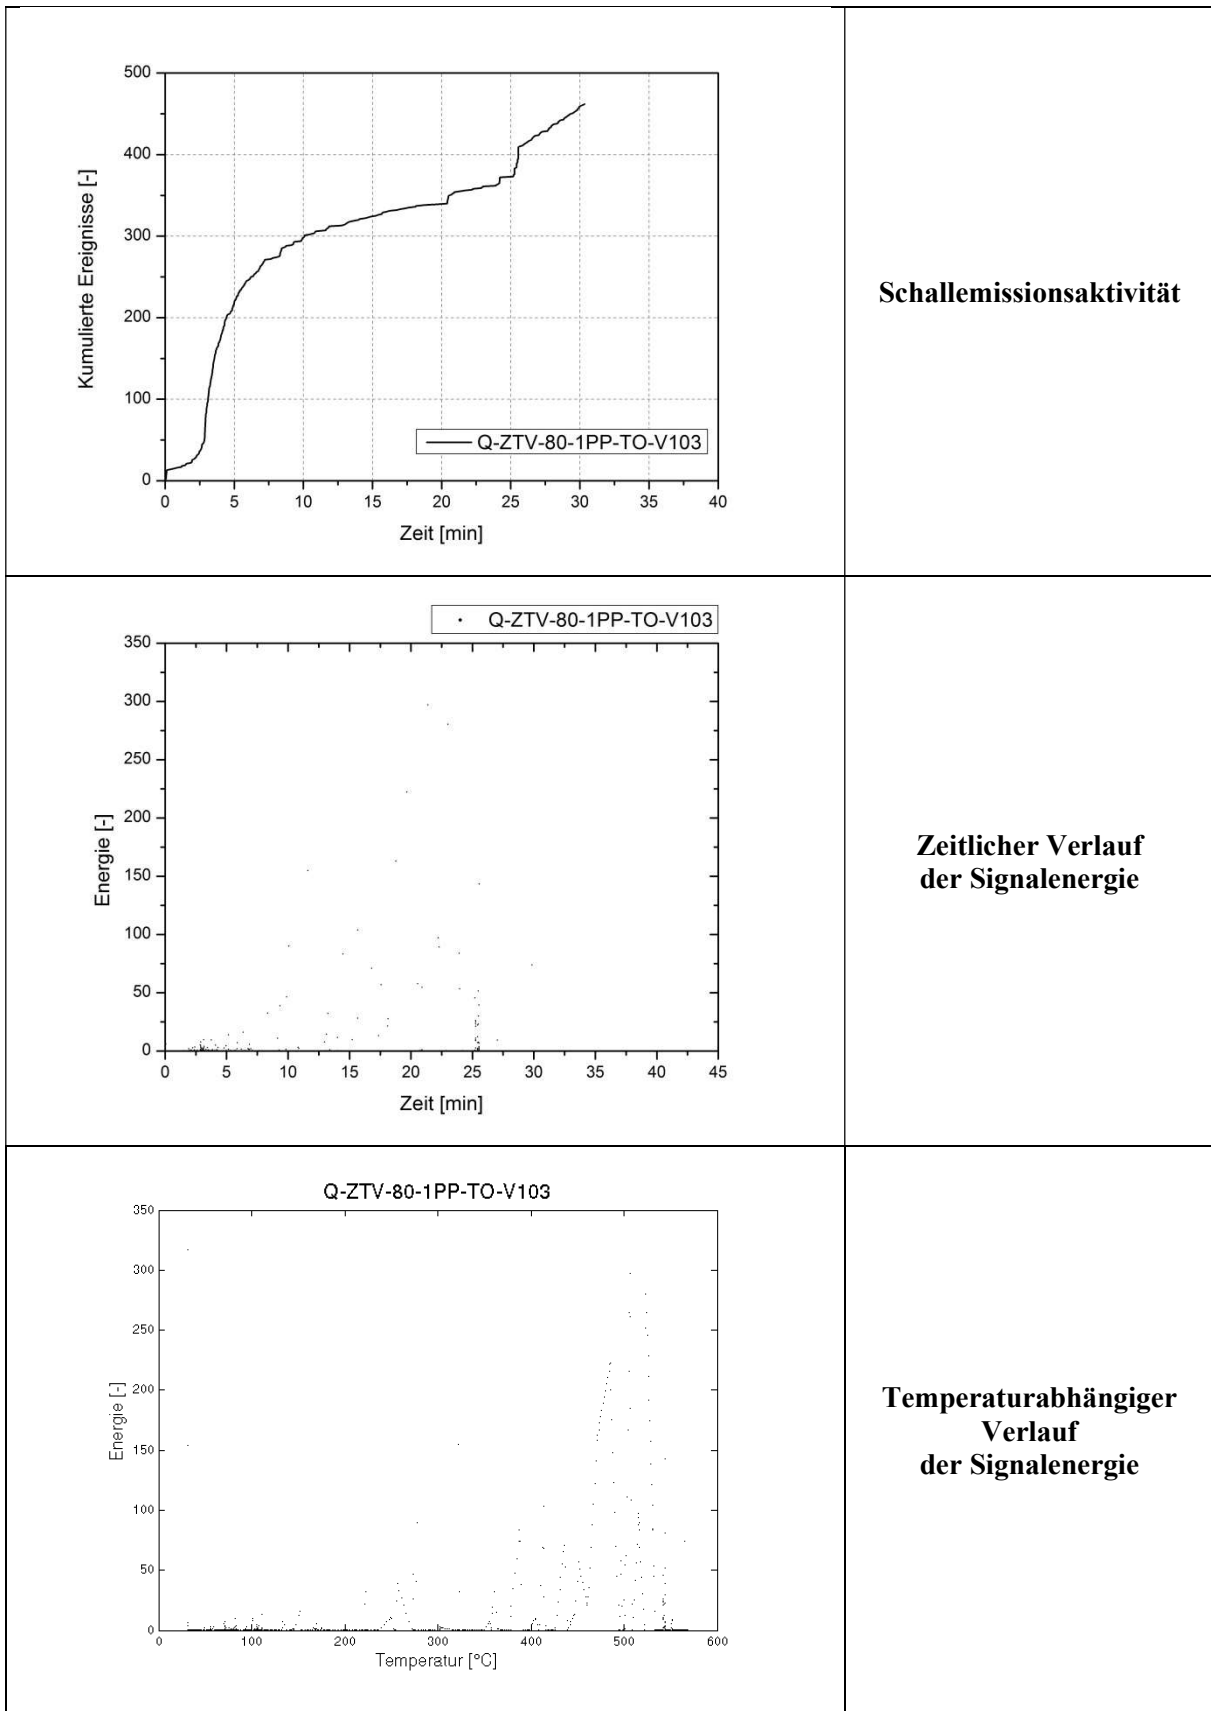 500
400
300
200
100
0
Kumulierte Ereignisse [-]
Q-ZTV-80-1PP-TO-V103
0 5 10 15 20 25 30 35 40
Zeit [min]
Schallemissionsaktivität
Q-ZTV-80-1PP-TO-V103
350
300
250
200
150
100
50
0
Energie [-]
0 5 10 15 20 25 30 35 40 45
Zeit [min]
Zeitlicher Verlauf
der Signalenergie
Q-ZTV-80-1PP-TO-V103
350
300
250
200
150
100
50
0
Energie [-]
0 100 200 300 400 500 600
Temperatur [°C]
Temperaturabhängiger
Verlauf
der Signalenergie